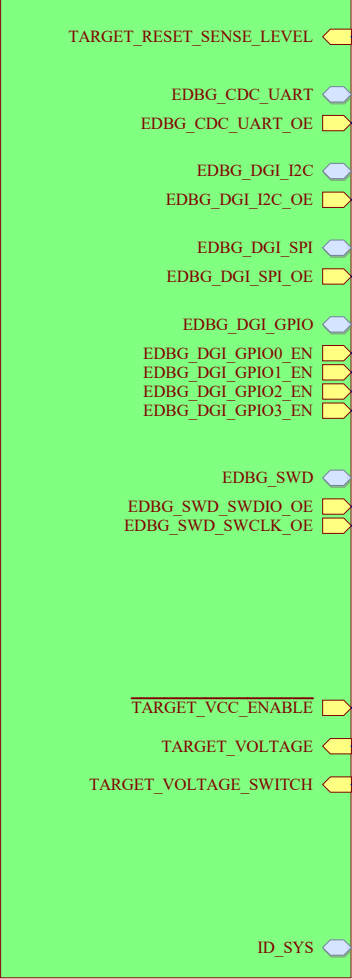 TARGET_RESET_SENSE_LEVEL
EDBG_CDC_UART
EDBG_CDC_UART_OE
EDBG_DGI_I2C
EDBG_DGI_I2C_OE
EDBG_DGI_SPI
EDBG_DGI_SPI_OE
EDBG_DGI_GPIO
EDBG_DGI_GPIO0_EN
EDBG_DGI_GPIO1_EN
EDBG_DGI_GPIO2_EN
EDBG_DGI_GPIO3_EN
EDBG_SWD
EDBG_SWD_SWDIO_OE
EDBG_SWD_SWCLK_OE
TARGET_VCC_ENABLE
TARGET_VOLTAGE
TARGET_VOLTAGE_SWITCH
ID_SYS